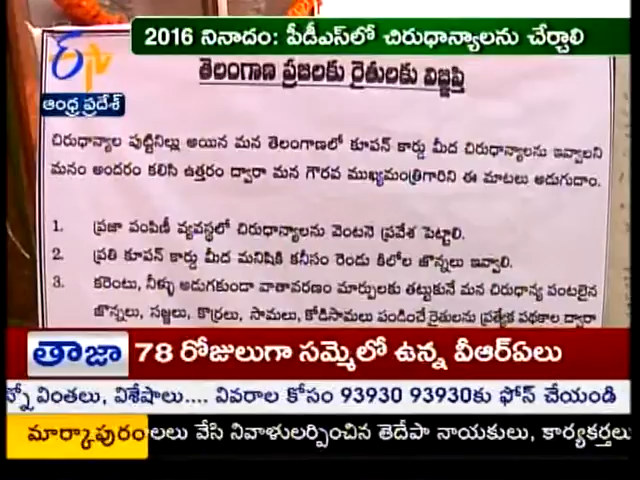 2016 నినాదం: పీడీఎస్‌లో చిరుధాన్యాలను చేర్చాలి
ETV
ఆంధ్ర ప్రదేశ్
తెలంగాణ ప్రజలకు రైతులకు విజ్ఞప్తి
చిరుధాన్యాల పుట్టినిల్లు అయిన మన తెలంగాణలో కూపన్ కార్డు మీద చిరుధాన్యాలను ఇవ్వాలని
మనం అందరం కలిసి ఉత్తరం ద్వారా మన గౌరవ ముఖ్యమంత్రిగారిని ఈ మాటలు అడుగుదాం.
1. ప్రజా పంపిణీ వ్యవస్థలో చిరుధాన్యాలను వెంటనె ప్రవేశ పెట్టాలి.
2. ప్రతి కూపన్ కార్డు మీద మనిషికి కనీసం రెండు కిలోల జొన్నలు ఇవ్వాలి.
3. కరెంటు, నీళ్ళు అడుగకుండా వాతావరణం మార్పులకు తట్టుకునే మన చిరుధాన్య పంటలైన
జొన్నలు, సజ్జలు, కొర్రలు, సామలు, కోడిసామలు పండించే రైతులను ప్రత్యేక పథకాల ద్వారా
తాజా 78 రోజులుగా సమ్మెలో ఉన్న వీఆర్ఏలు
న్నో వింతలు, విశేషాలు.... వివరాల కోసం 93930 93930కు ఫోన్ చేయండి
మార్కాపురం లలు వేసి నివాళులర్పించిన తెదేపా నాయకులు, కార్యకర్తలు